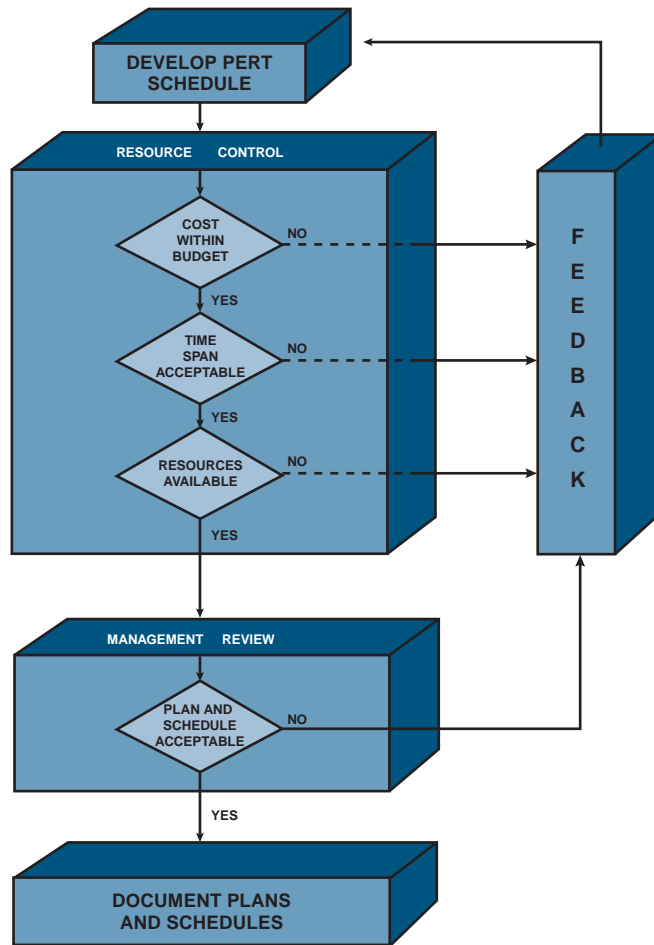 DEVELOP PERT
SCHEDULE
RESOURCE CONTROL
COST
WITHIN
BUDGET
NO
YES
TIME
SPAN
ACCEPTABLE
NO
YES
RESOURCES
AVAILABLE
NO
YES
FEEDBACK
MANAGEMENT REVIEW
PLAN AND
SCHEDULE
ACCEPTABLE
NO
YES
DOCUMENT PLANS
AND SCHEDULES